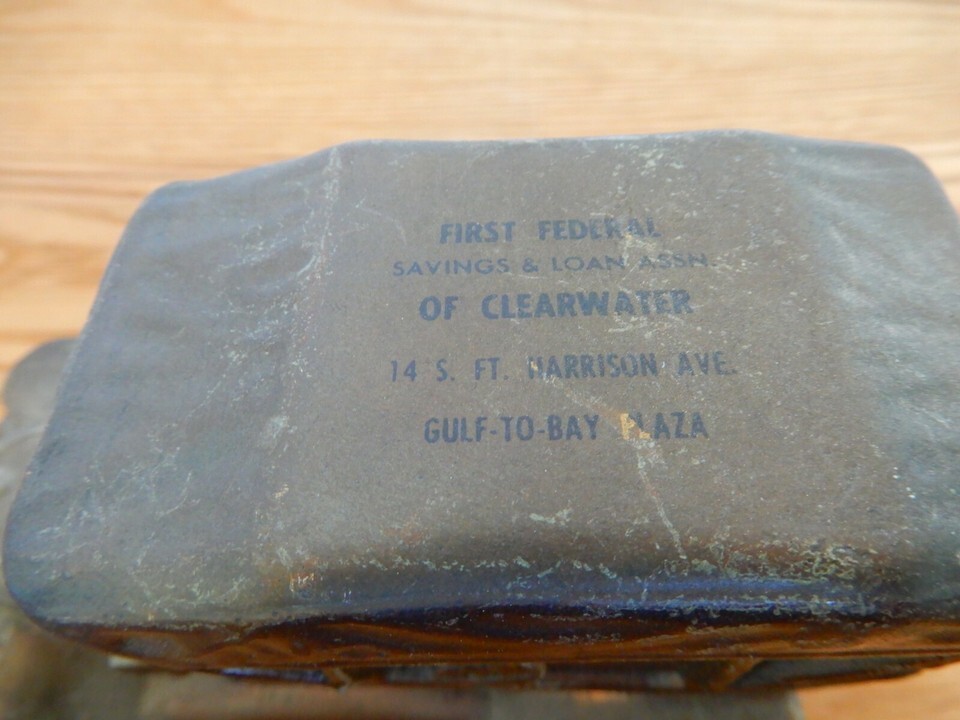 FIRST FEDERAL
SAVINGS & LOAN ASSN.
OF CLEARWATER
14 S. FT. HARRISON AVE.
GULF-TO-BAY PLAZA